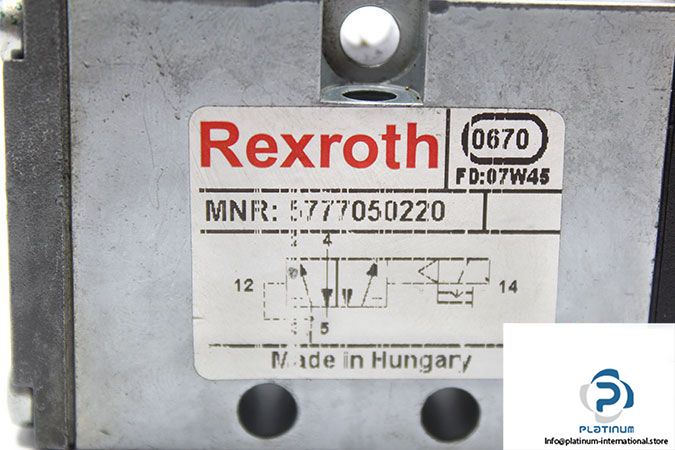 Rexroth
0670
FD:07W45
MNR: 5777050220
2 4
12
14
5
Made in Hungary
P
PLATINUM
info@platinum-international.store